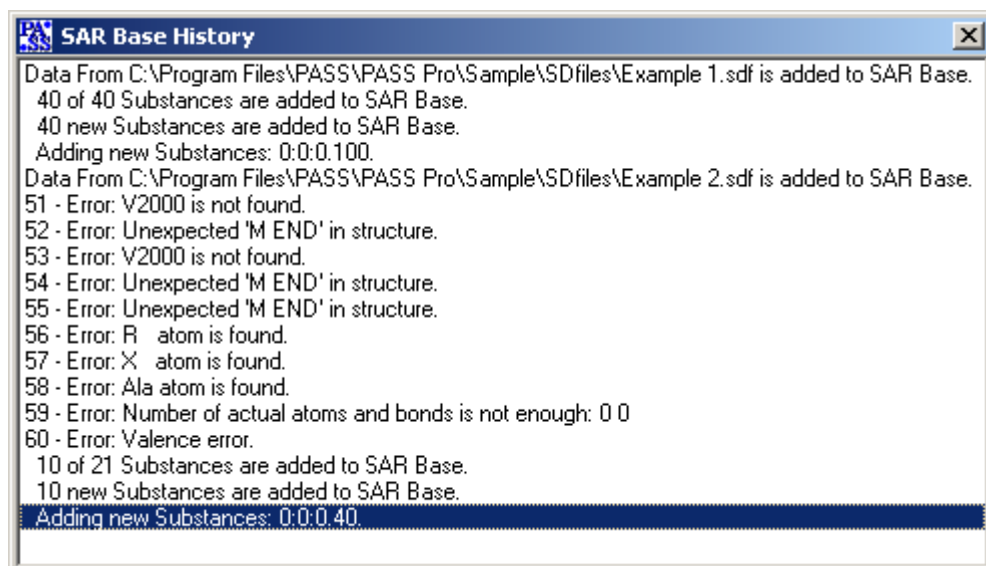 PASS SAR Base History
Data From C:\Program Files\PASS\PASS Pro\Sample\SDfiles\Example 1.sdf is added to SAR Base.
40 of 40 Substances are added to SAR Base.
40 new Substances are added to SAR Base.
Adding new Substances: 0:0:0.100.
Data From C:\Program Files\PASS\PASS Pro\Sample\SDfiles\Example 2.sdf is added to SAR Base.
51 - Error: V2000 is not found.
52 - Error: Unexpected 'M END' in structure.
53 - Error: V2000 is not found.
54 - Error: Unexpected 'M END' in structure.
55 - Error: Unexpected 'M END' in structure.
56 - Error: R   atom is found.
57 - Error: X   atom is found.
58 - Error: Ala atom is found.
59 - Error: Number of actual atoms and bonds is not enough: 0 0
60 - Error: Valence error.
10 of 21 Substances are added to SAR Base.
10 new Substances are added to SAR Base.
Adding new Substances: 0:0:0.40.